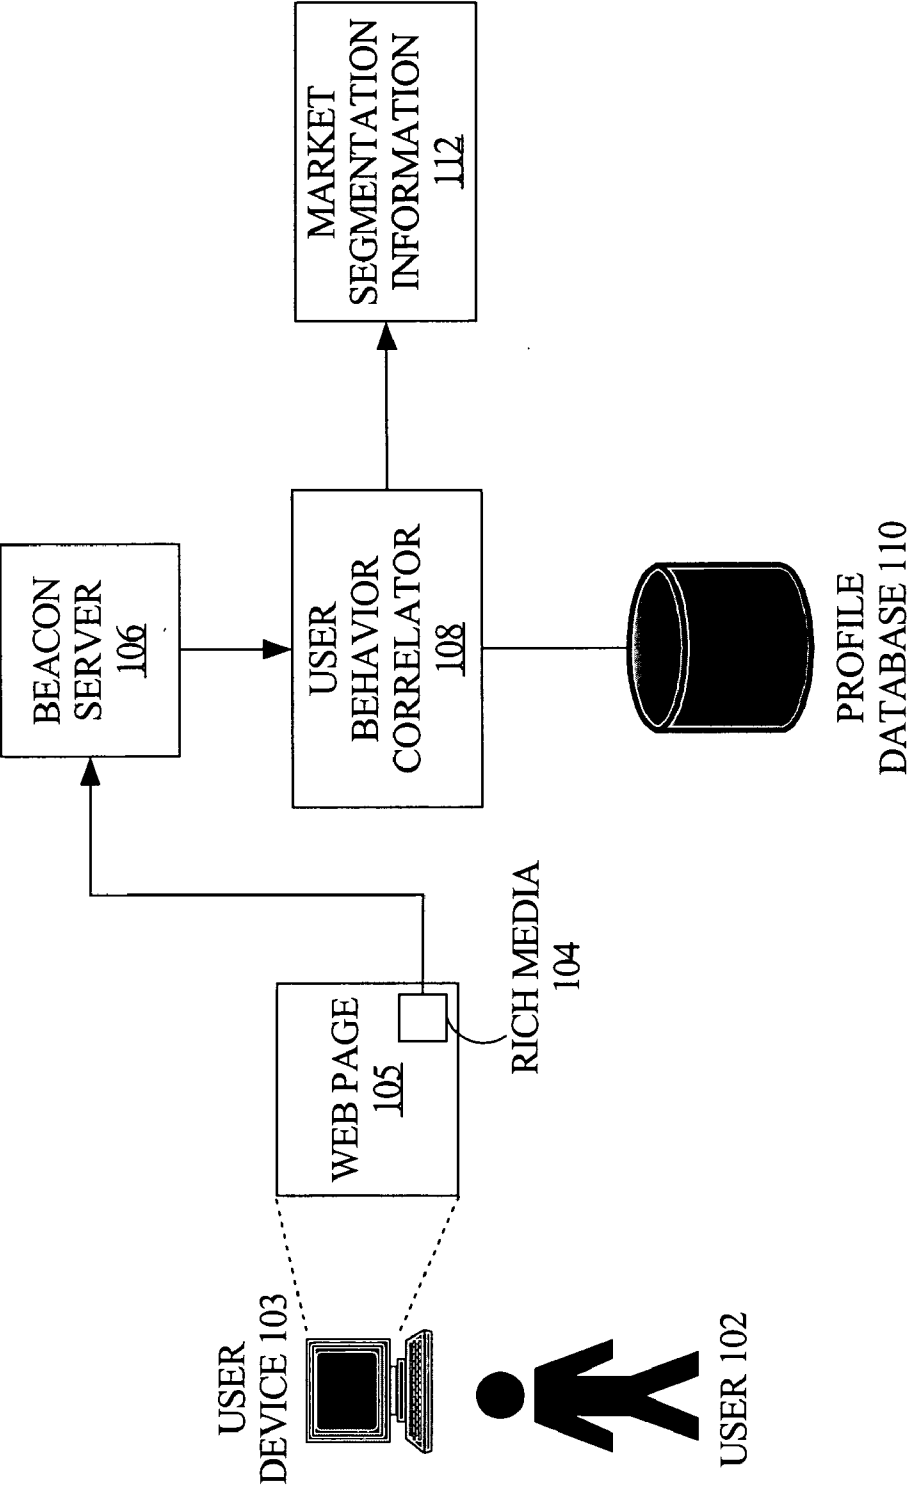 USER
DEVICE 103
USER 102
WEB PAGE
105
RICH MEDIA
104
BEACON
SERVER
106
USER
BEHAVIOR
CORRELATOR
108
PROFILE
DATABASE 110
MARKET
SEGMENTATION
INFORMATION
112